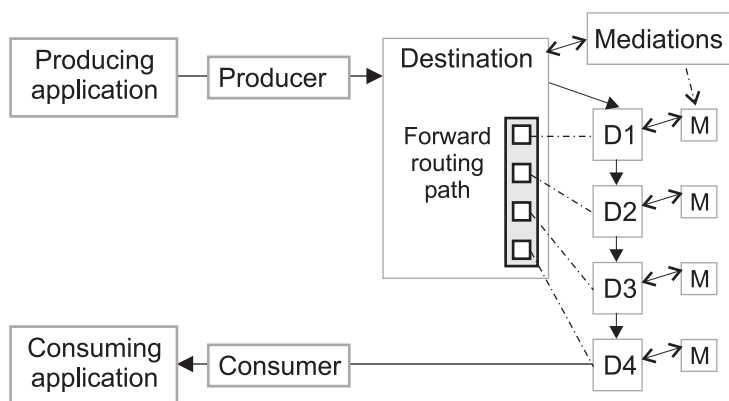 Producing
application
Producer
Destination
Mediations
Forward
routing
path
D1
M
D2
M
D3
M
D4
M
Consuming
application
Consumer